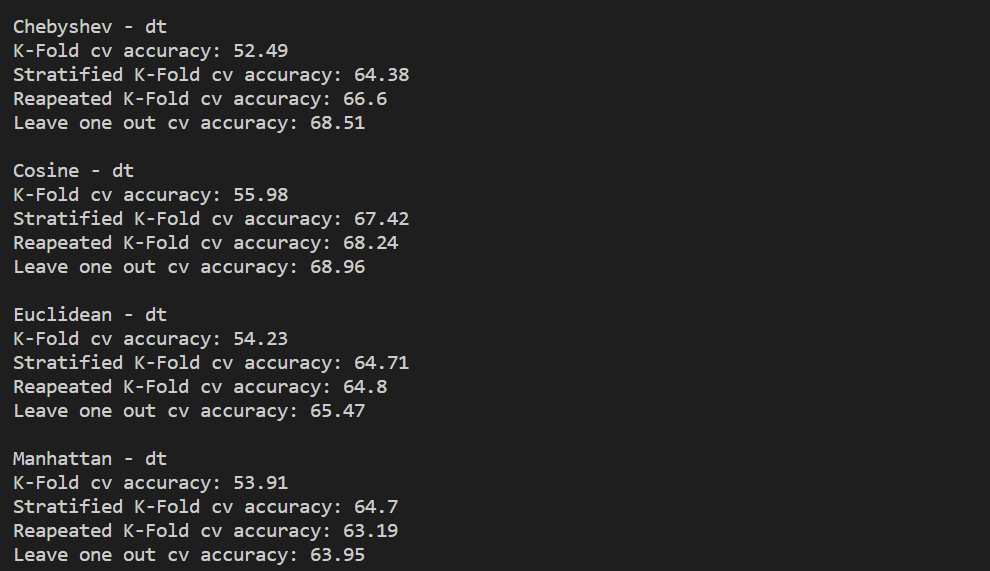 Chebyshev - dt
K-Fold cv accuracy: 52.49
Stratified K-Fold cv accuracy: 64.38
Reapeated K-Fold cv accuracy: 66.6
Leave one out cv accuracy: 68.51
Cosine - dt
K-Fold cv accuracy: 55.98
Stratified K-Fold cv accuracy: 67.42
Reapeated K-Fold cv accuracy: 68.24
Leave one out cv accuracy: 68.96
Euclidean - dt
K-Fold cv accuracy: 54.23
Stratified K-Fold cv accuracy: 64.71
Reapeated K-Fold cv accuracy: 64.8
Leave one out cv accuracy: 65.47
Manhattan - dt
K-Fold cv accuracy: 53.91
Stratified K-Fold cv accuracy: 64.7
Reapeated K-Fold cv accuracy: 63.19
Leave one out cv accuracy: 63.95